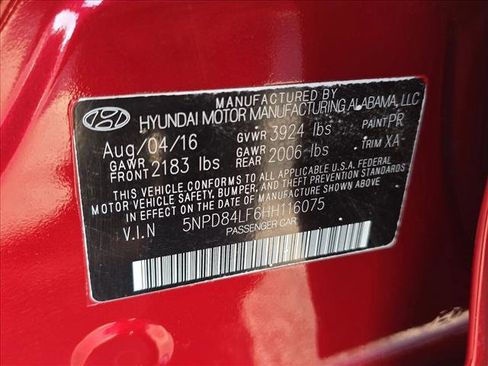 MANUFACTURED BY
HYUNDAI HYUNDAI MOTOR MANUFACTURING ALABAMA, LLC
Aug/04/16 GVWR 3924 lbs PAINT PR
GAWR FRONT 2183 lbs GAWR REAR 2006 lbs TRIM XA
THIS VEHICLE CONFORMS TO ALL APPLICABLE U.S.A. FEDERAL
MOTOR VEHICLE SAFETY, BUMPER, AND THEFT PREVENTION STANDARDS
IN EFFECT ON THE DATE OF MANUFACTURE SHOWN ABOVE.
V.I.N 5NPD84LF6HH116075
PASSENGER CAR